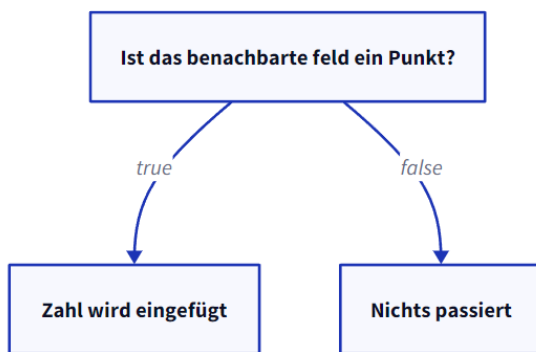 Ist das benachbarte feld ein Punkt?
true
false
Zahl wird eingefügt
Nichts passiert